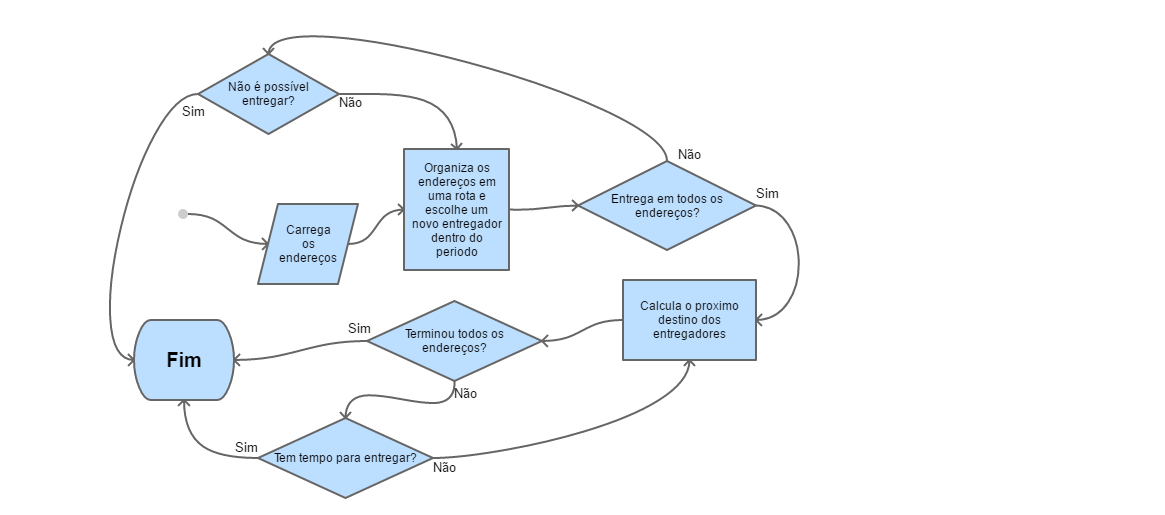 Não é possível
entregar?
Sim
Não
Organiza os
endereços em
uma rota e
escolhe um
novo entregador
dentro do
periodo
Não
Sim
Entrega em todos os
endereços?
Carrega
os
endereços
Calcula o proximo
destino dos
entregadores
Sim
Terminou todos os
endereços?
Fim
Não
Sim
Tem tempo para entregar?
Não